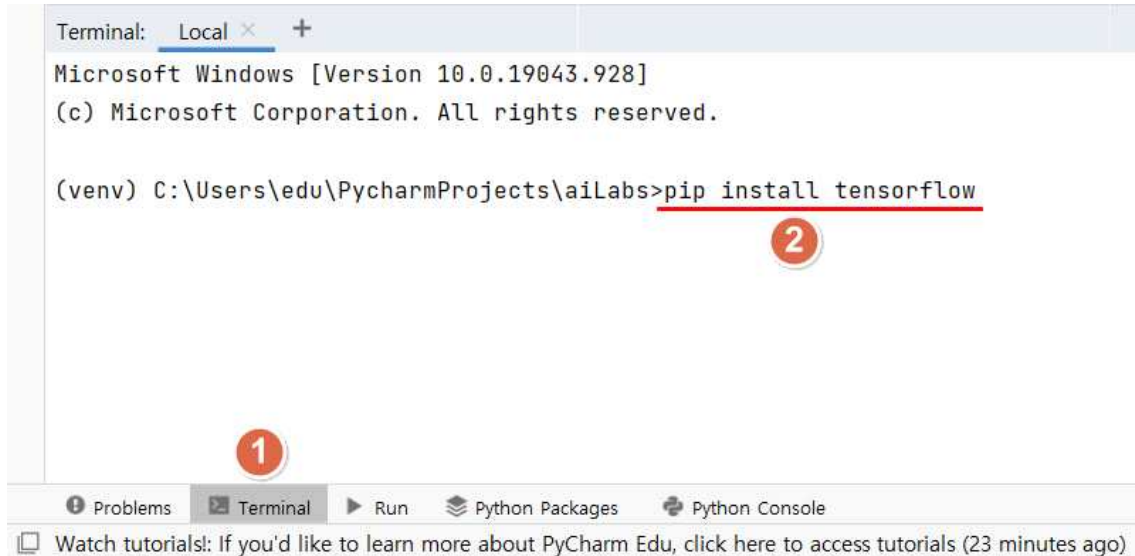 Terminal: Local × +
Microsoft Windows [Version 10.0.19043.928]
(c) Microsoft Corporation. All rights reserved.
(venv) C:\Users\edu\PycharmProjects\aiLabs>pip install tensorflow
2
1
Problems Terminal Run Python Packages Python Console
Watch tutorials!: If you'd like to learn more about PyCharm Edu, click here to access tutorials (23 minutes ago)